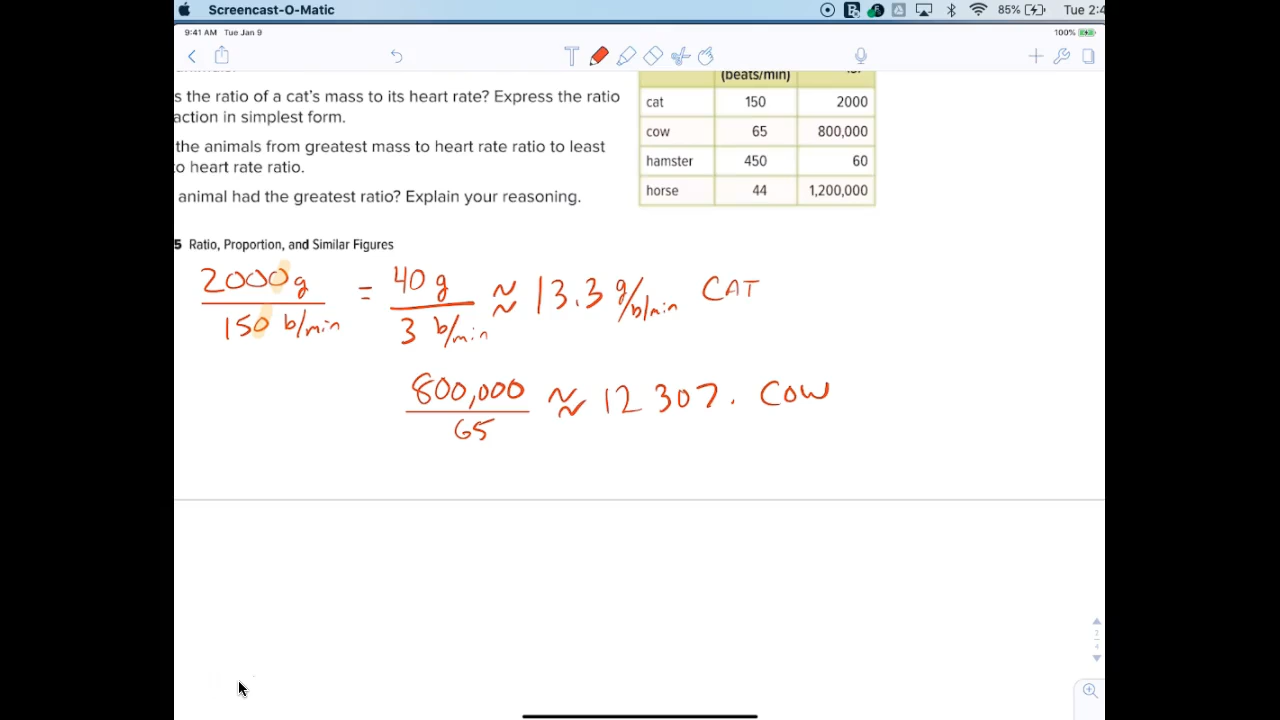 Screencast-O-Matic
85%
Tue 2:4
9:41 AM Tue Jan 9
100%
T
s the ratio of a cat's mass to its heart rate? Express the ratio
action in simplest form.
the animals from greatest mass to heart rate ratio to least
o heart rate ratio.
animal had the greatest ratio? Explain your reasoning.
(beats/min)
cat 150 2000
cow 65 800,000
hamster 450 60
horse 44 1,200,000
5 Ratio, Proportion, and Similar Figures
2000g / 150 b/min = 40 g / 3 b/min ≈ 13.3 g/b/min CAT
800,000 / 65 ≈ 12 307. COW